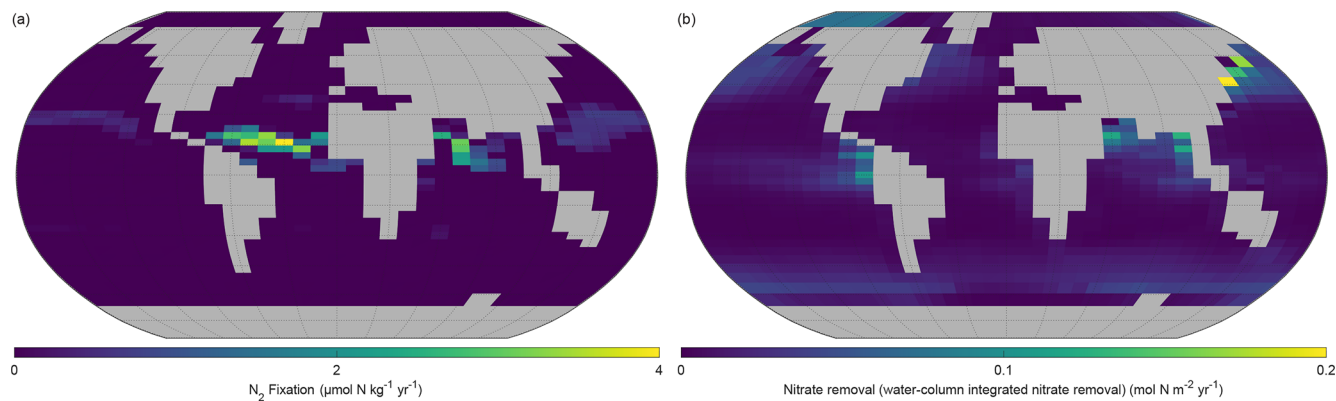 (a)
(b)
0 2 4
N₂ Fixation (μmol N kg⁻¹ yr⁻¹)
0 0.1 0.2
Nitrate removal (water-column integrated nitrate removal) (mol N m⁻² yr⁻¹)